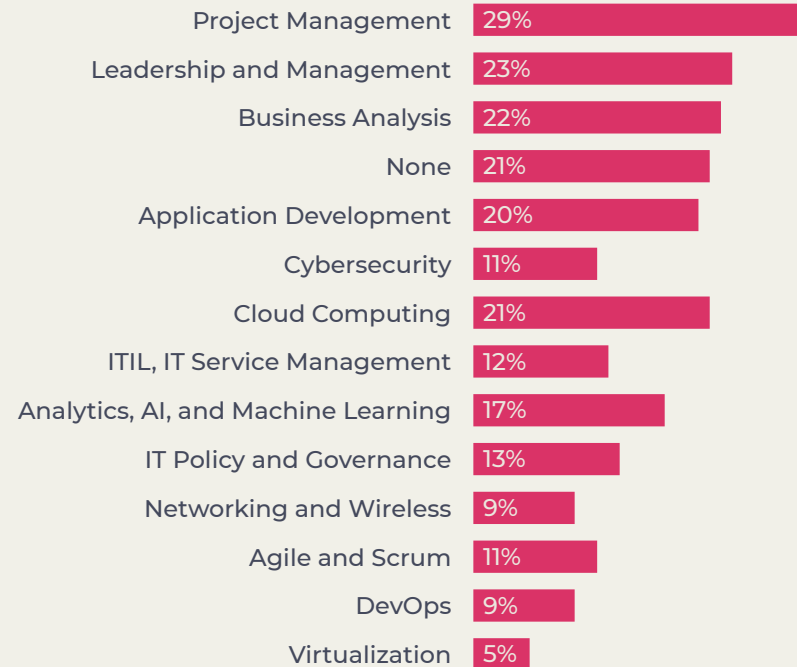 Project Management 29%
Leadership and Management 23%
Business Analysis 22%
None 21%
Application Development 20%
Cybersecurity 11%
Cloud Computing 21%
ITIL, IT Service Management 12%
Analytics, AI, and Machine Learning 17%
IT Policy and Governance 13%
Networking and Wireless 9%
Agile and Scrum 11%
DevOps 9%
Virtualization 5%